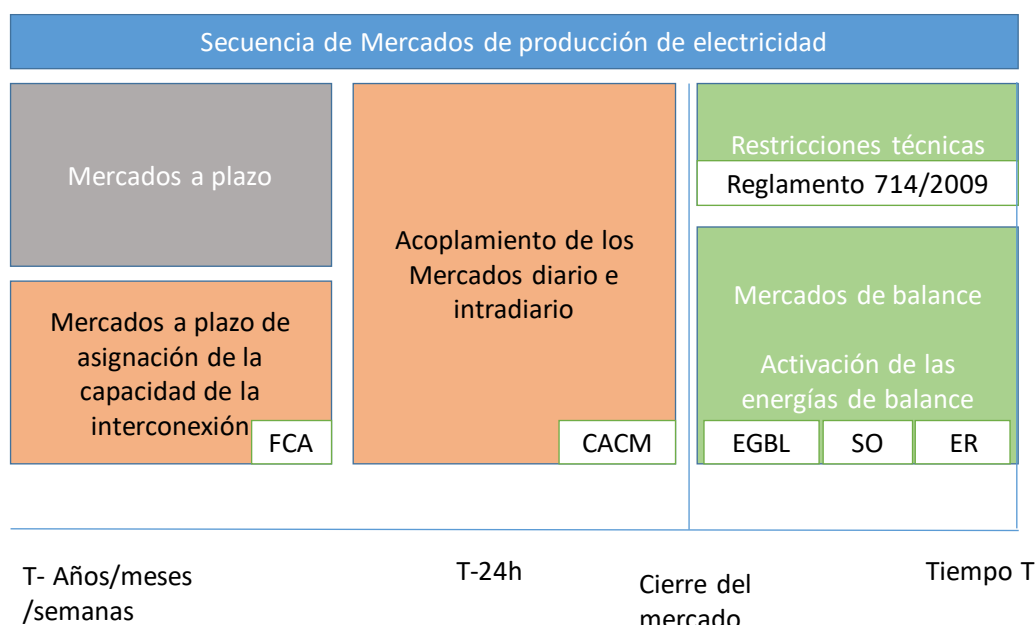 Secuencia de Mercados de producción de electricidad
Mercados a plazo
Mercados a plazo de
asignación de la
capacidad de la
interconexión
FCA
Acoplamiento de los
Mercados diario e
intradiario
CACM
Restricciones técnicas
Reglamento 714/2009
Mercados de balance
Activación de las
energías de balance
EGBL
SO
ER
T- Años/meses
/semanas
T-24h
Cierre del
mercado
Tiempo T